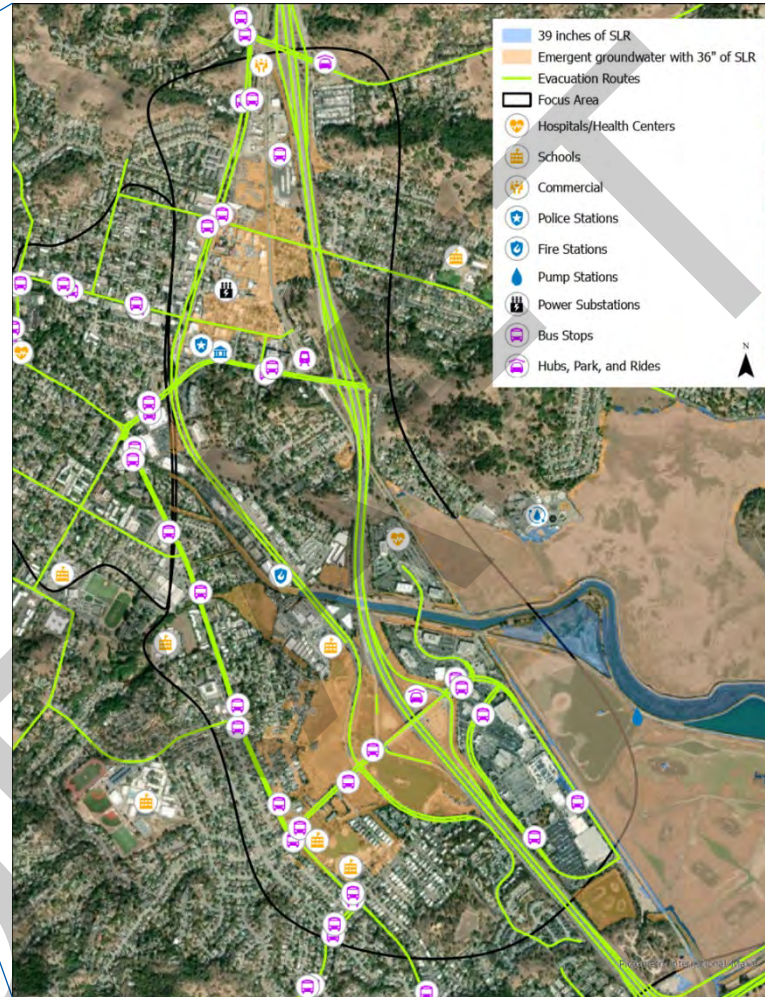 39 inches of SLR
Emergent groundwater with 36" of SLR
Evacuation Routes
Focus Area
Hospitals/Health Centers
Schools
Commercial
Police Stations
Fire Stations
Pump Stations
Power Substations
Bus Stops
Hubs, Park, and Rides
N